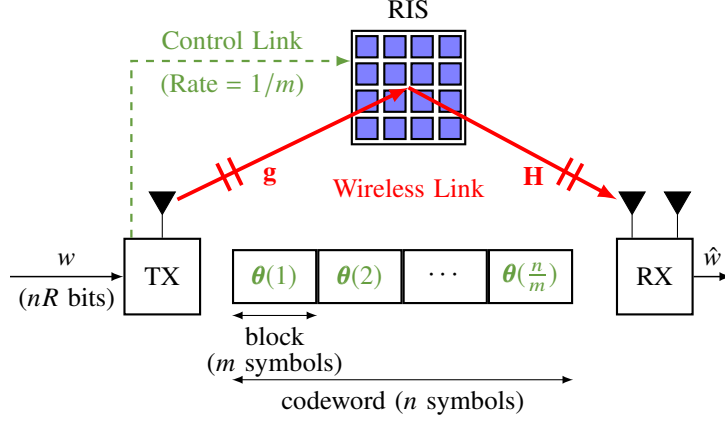 RIS
Control Link
(Rate = 1/m)
g
Wireless Link
H
w
(nR bits)
TX
θ(1)
θ(2)
···
θ(n/m)
RX
ŵ
block
(m symbols)
codeword (n symbols)